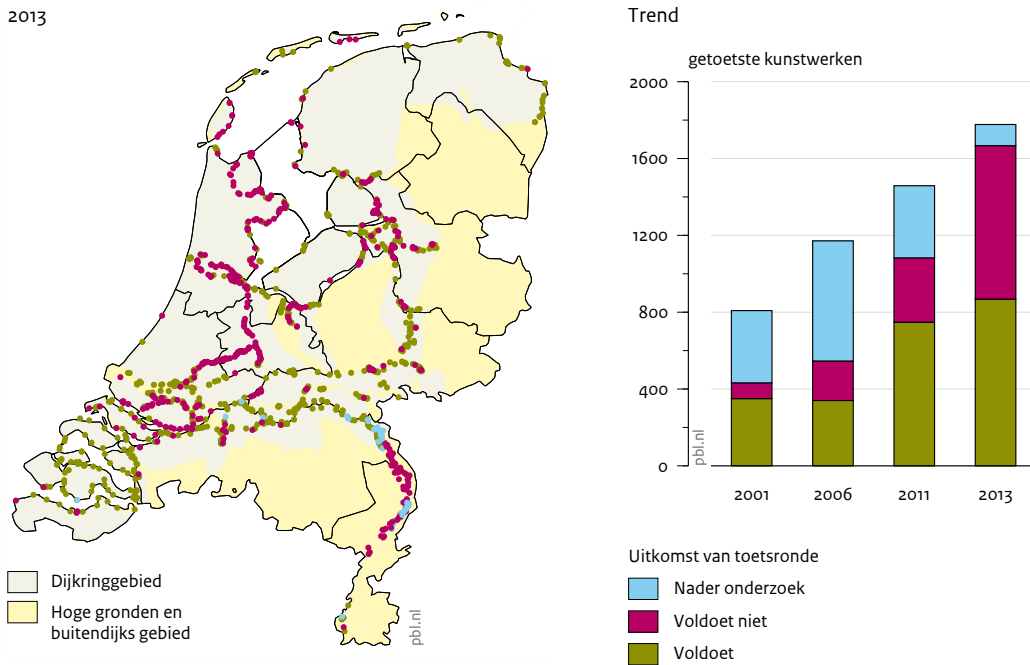 2013
Dijkringgebied
Hoge gronden en
buitendijks gebied
pbl.nl
Trend
getoetste kunstwerken
2000
1600
1200
800
400
0
pbl.nl
2001 2006 2011 2013
Uitkomst van toetsronde
Nader onderzoek
Voldoet niet
Voldoet